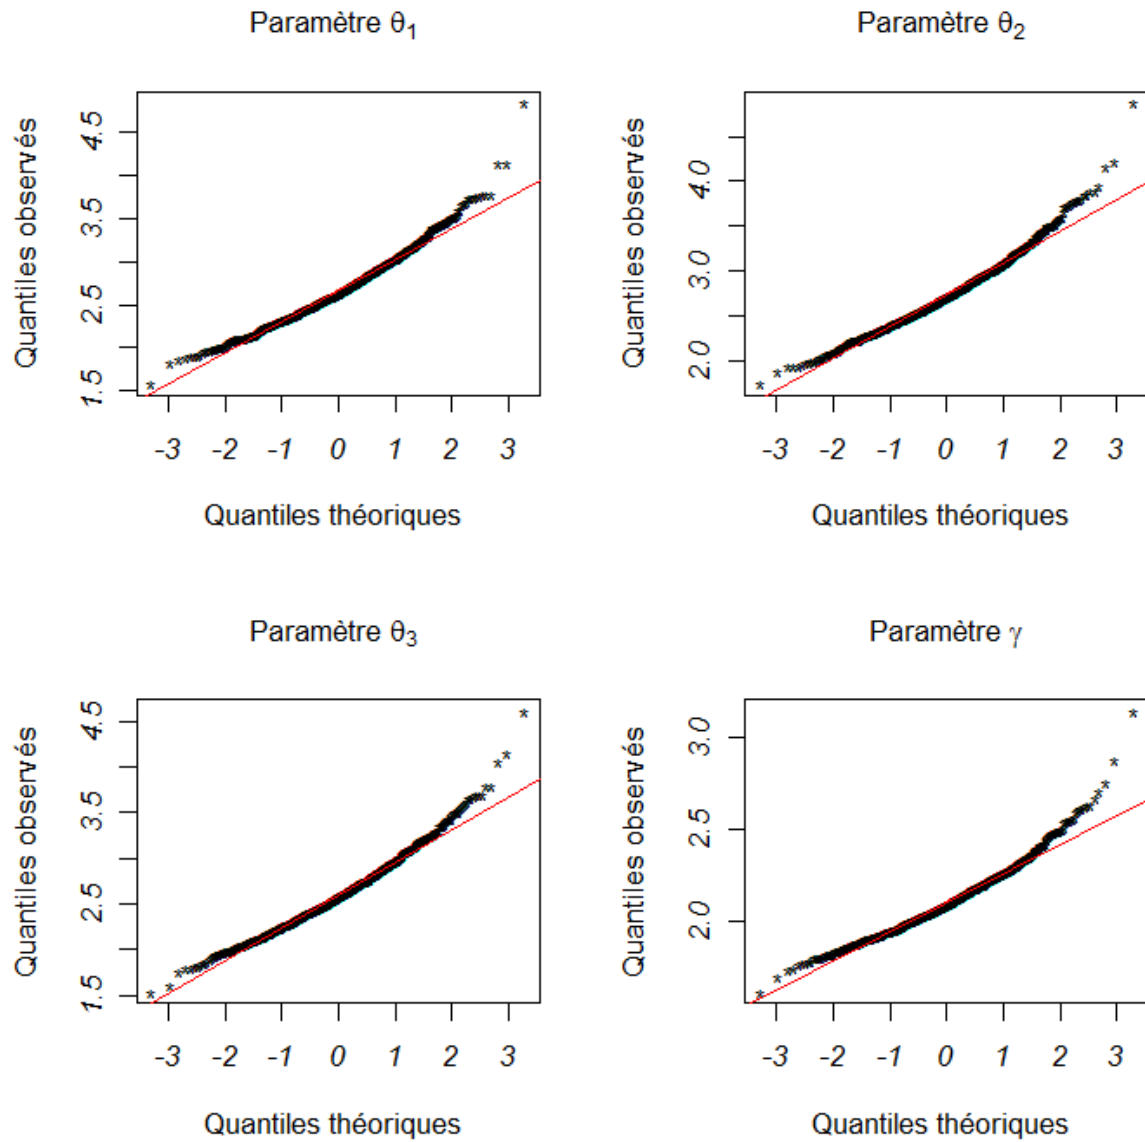 Paramètre θ1
Quantiles observés
1.5 2.5 3.5 4.5
-3 -2 -1 0 1 2 3
Quantiles théoriques
Paramètre θ2
Quantiles observés
2.0 3.0 4.0
-3 -2 -1 0 1 2 3
Quantiles théoriques
Paramètre θ3
Quantiles observés
1.5 2.5 3.5 4.5
-3 -2 -1 0 1 2 3
Quantiles théoriques
Paramètre γ
Quantiles observés
2.0 2.5 3.0
-3 -2 -1 0 1 2 3
Quantiles théoriques